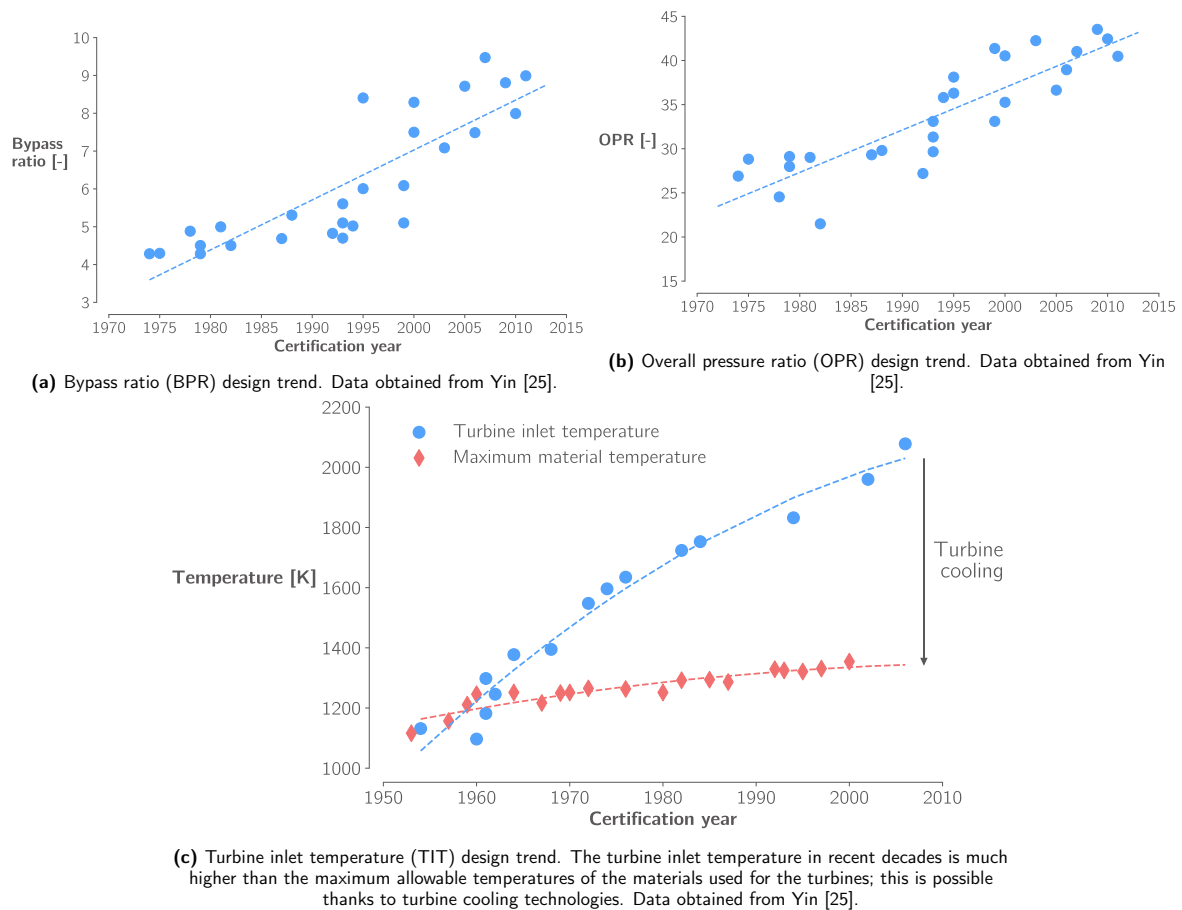 10
9
8
7
6
5
4
3
Bypass
ratio [-]
1970 1975 1980 1985 1990 1995 2000 2005 2010 2015
Certification year
(a) Bypass ratio (BPR) design trend. Data obtained from Yin [25].
45
40
35
30
25
20
15
OPR [-]
1970 1975 1980 1985 1990 1995 2000 2005 2010 2015
Certification year
(b) Overall pressure ratio (OPR) design trend. Data obtained from Yin
[25].
2200
2000
1800
1600
1400
1200
1000
Temperature [K]
Turbine inlet temperature
Maximum material temperature
Turbine
cooling
1950 1960 1970 1980 1990 2000 2010
Certification year
(c) Turbine inlet temperature (TIT) design trend. The turbine inlet temperature in recent decades is much
higher than the maximum allowable temperatures of the materials used for the turbines; this is possible
thanks to turbine cooling technologies. Data obtained from Yin [25].